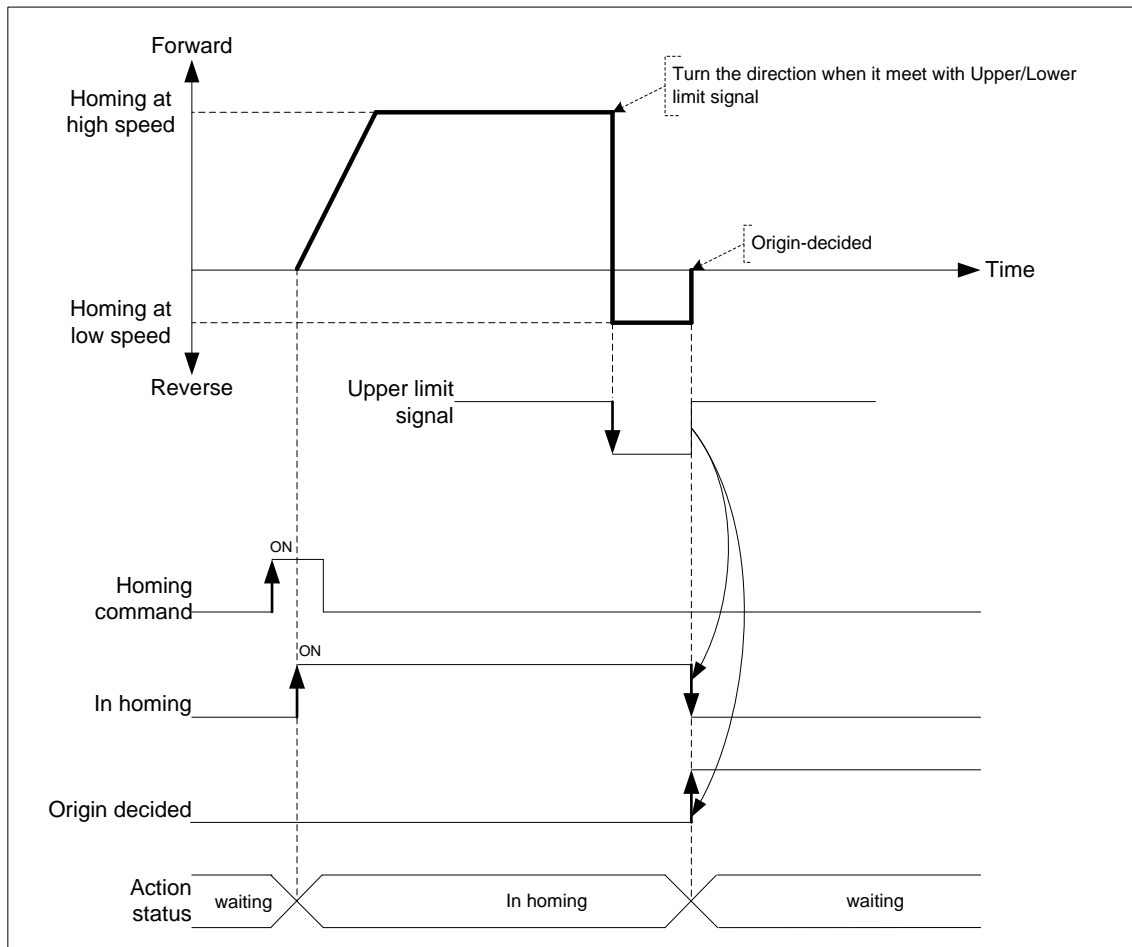 Forward
Homing at
high speed
Turn the direction when it meet with Upper/Lower
limit signal
Origin-decided
Time
Homing at
low speed
Reverse
Upper limit
signal
ON
Homing
command
ON
In homing
Origin decided
Action
status
waiting
In homing
waiting